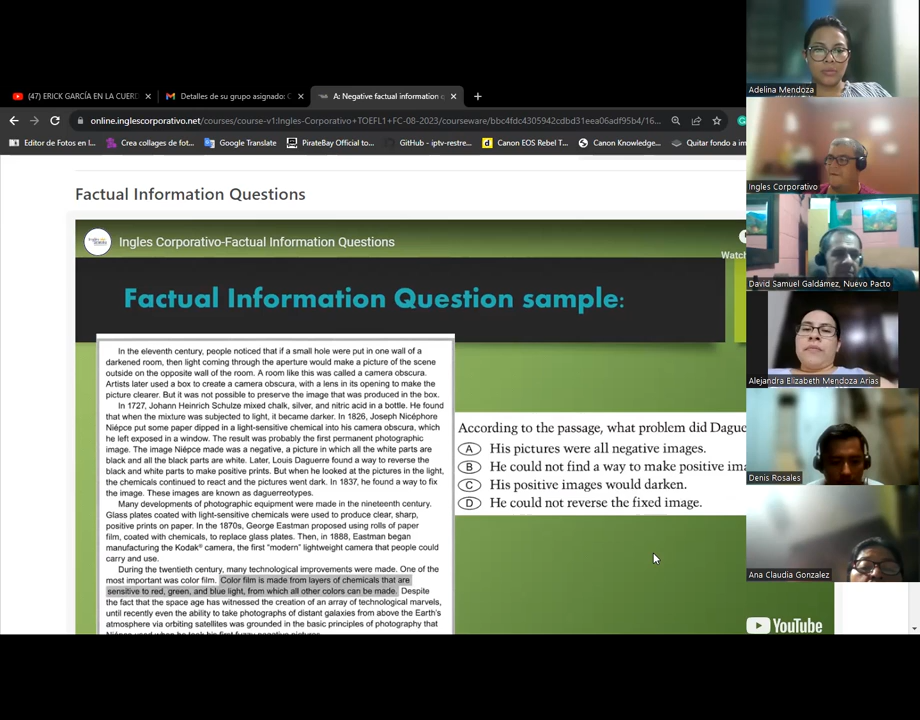 (47) ERICK GARCÍA EN LA CUER
Detalles de su grupo asignado: C
A: Negative factual information q
online.inglescorporativo.net/courses/course-v1:Ingles-Corporativo+TOEFL1+FC-08-2023/courseware/bbc4fdc4305942cdbd31eea06adf95b4/16...
Editor de Fotos en l...
Crea collages de fot...
Google Translate
PirateBay Official to...
GitHub - iptv-restre...
Canon EOS Rebel T...
Canon Knowledge...
Quitar fondo a im
Factual Information Questions
Ingles Corporativo-Factual Information Questions
Watch
Factual Information Question sample:
In the eleventh century, people noticed that if a small hole were put in one wall of a
darkened room, then light coming through the aperture would make a picture of the scene
outside on the opposite wall of the room. A room like this was called a camera obscura.
Artists later used a box to create a camera obscura, with a lens in its opening to make the
picture clearer. But it was not possible to preserve the image that was produced in the box.
In 1727, Johann Heinrich Schulze mixed chalk, silver, and nitric acid in a bottle. He found
that when the mixture was subjected to light, it became darker. In 1826, Joseph Nicéphore
Niépce put some paper dipped in a light-sensitive chemical into his camera obscura, which
he left exposed in a window. The result was probably the first permanent photographic
image. The image Niépce made was a negative, a picture in which all the white parts are
black and all the black parts are white. Later, Louis Daguerre found a way to reverse the
black and white parts to make positive prints. But when he looked at the pictures in the light,
the chemicals continued to react and the pictures went dark. In 1837, he found a way to fix
the image. These images are known as daguerreotypes.
Many developments of photographic equipment were made in the nineteenth century.
Glass plates coated with light-sensitive chemicals were used to produce clear, sharp,
positive prints on paper. In the 1870s, George Eastman proposed using rolls of paper
film, coated with chemicals, to replace glass plates. Then, in 1888, Eastman began
manufacturing the Kodak® camera, the first "modern" lightweight camera that people could
carry and use.
During the twentieth century, many technological improvements were made. One of the
most important was color film. Color film is made from layers of chemicals that are
sensitive to red, green, and blue light, from which all other colors can be made. Despite
the fact that the space age has witnessed the creation of an array of technological marvels,
until recently even the ability to take photographs of distant galaxies from above the Earth's
atmosphere via orbiting satellites was grounded in the basic principles of photography that
Niépce used when he took his first fuzzy negative pictures.
According to the passage, what problem did Dague
A His pictures were all negative images.
B He could not find a way to make positive ima
C His positive images would darken.
D He could not reverse the fixed image.
YouTube
Adelina Mendoza
Ingles Corporativo
David Samuel Galdámez, Nuevo Pacto
Alejandra Elizabeth Mendoza Arias
Denis Rosales
Ana Claudia Gonzalez